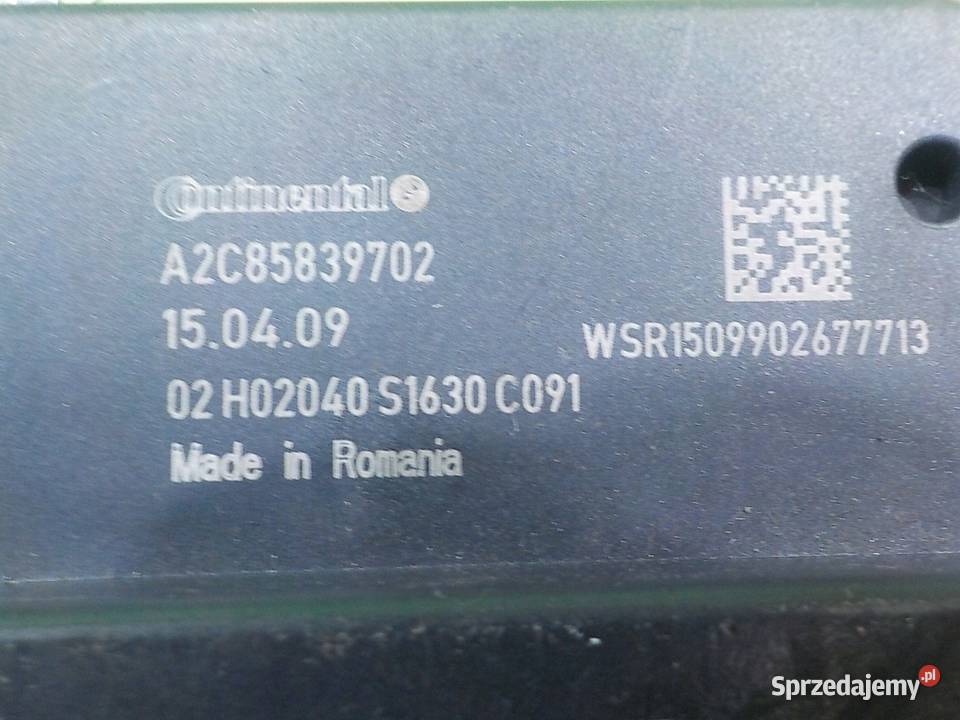 Continental
A2C85839702
15.04.09
WSR1509902677713
02 H02040 S1630 C091
Made in Romania
Sprzedajemy.pl